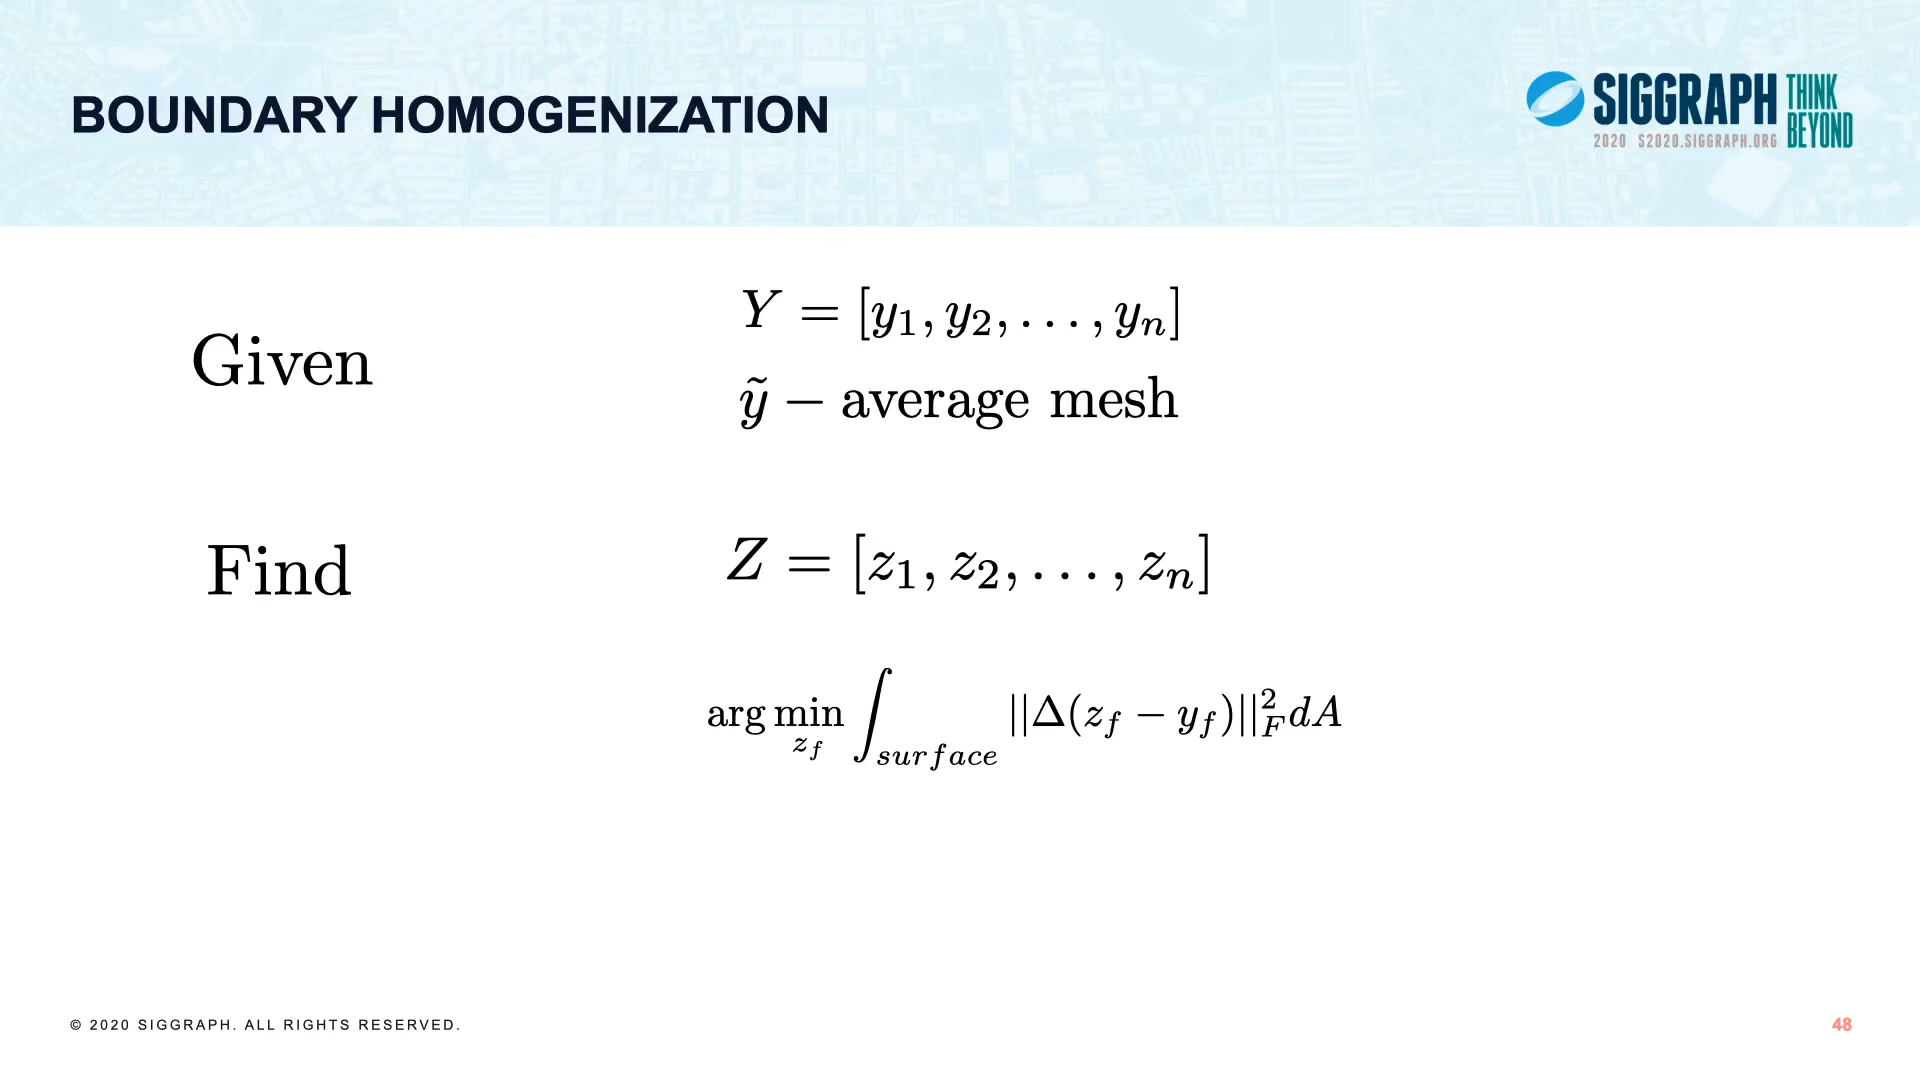 BOUNDARY HOMOGENIZATION
SIGGRAPH THINK BEYOND
2020 S2020.SIGGRAPH.ORG
Given
Y = [y₁, y₂, . . . , yₙ]
ỹ – average mesh
Find
Z = [z₁, z₂, . . . , zₙ]
arg min_{z_f} ∫_{surface} ||Δ(z_f − y_f)||²_F dA
© 2020 SIGGRAPH. ALL RIGHTS RESERVED.
48